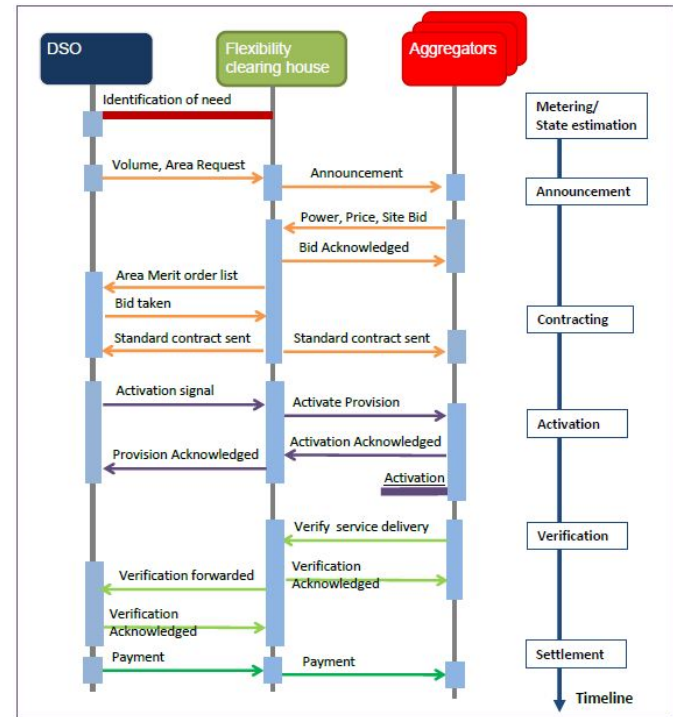 DSO
Flexibility
clearing house
Aggregators
Identification of need
Metering/
State estimation
Volume, Area Request
Announcement
Announcement
Power, Price, Site Bid
Bid Acknowledged
Area Merit order list
Bid taken
Contracting
Standard contract sent
Standard contract sent
Activation signal
Activate Provision
Activation
Activation Acknowledged
Provision Acknowledged
Activation
Verify service delivery
Verification
Verification
Acknowledged
Verification forwarded
Verification
Acknowledged
Settlement
Payment
Payment
Timeline